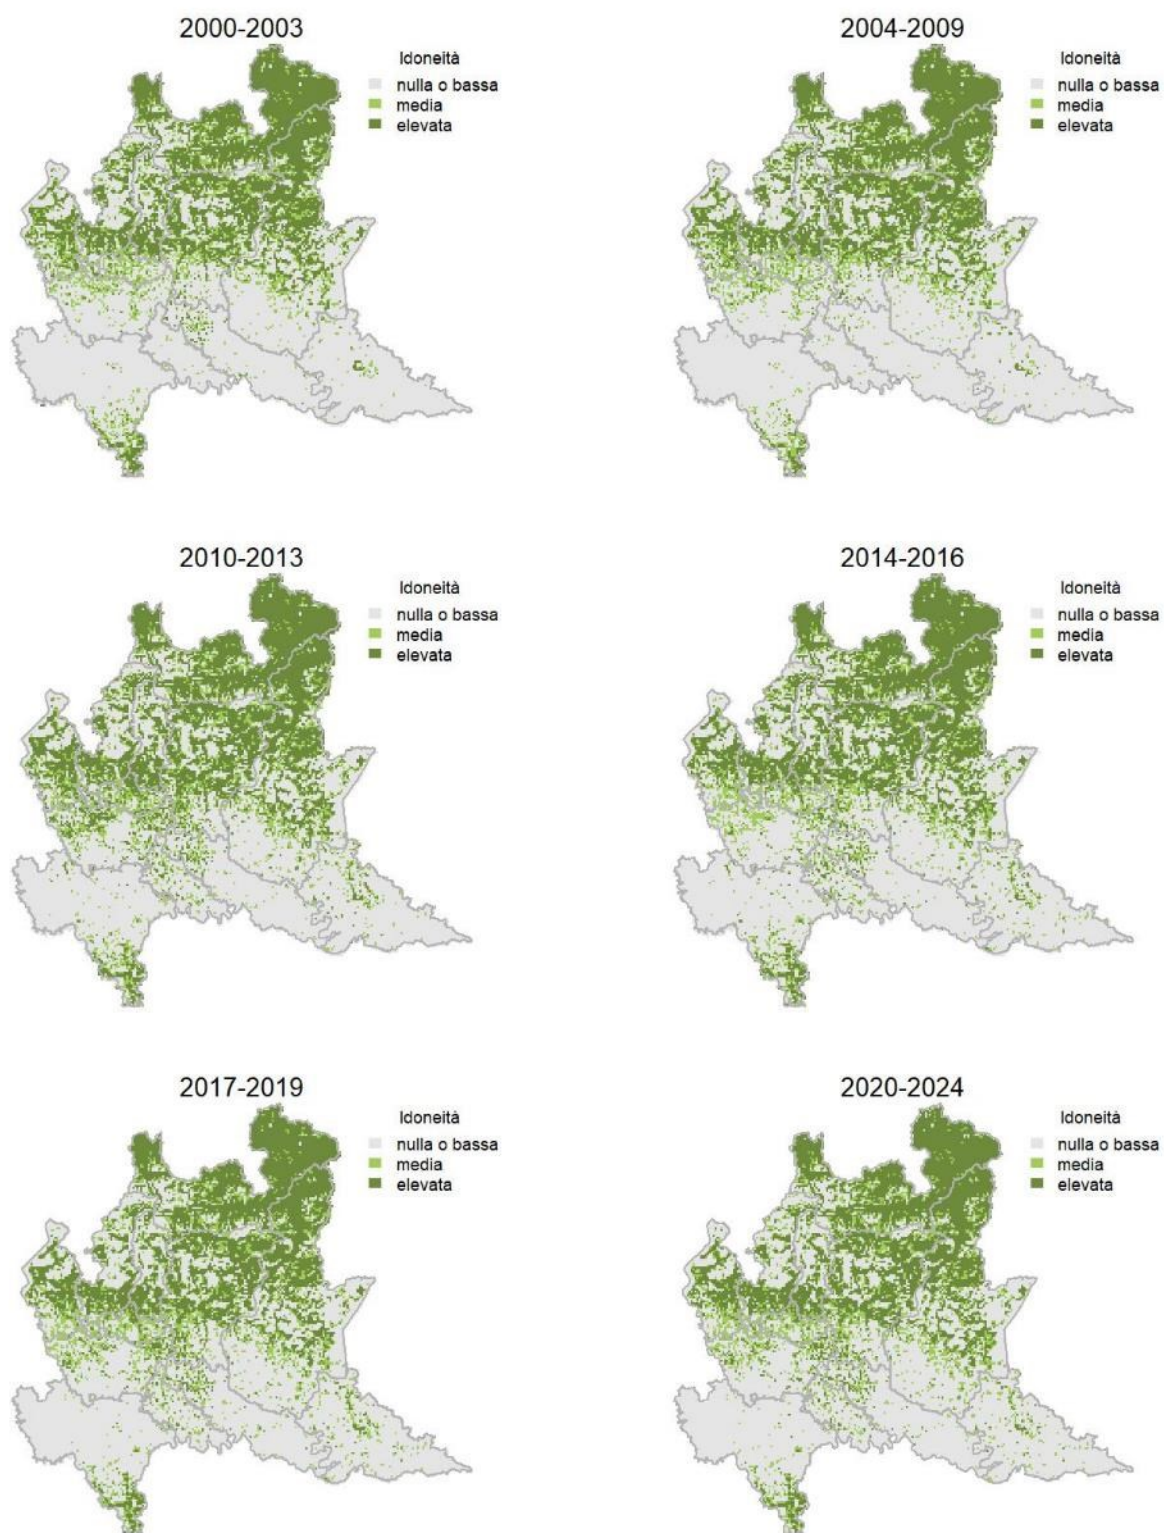 2000-2003
Idoneità
nulla o bassa
media
elevata
2004-2009
Idoneità
nulla o bassa
media
elevata
2010-2013
Idoneità
nulla o bassa
media
elevata
2014-2016
Idoneità
nulla o bassa
media
elevata
2017-2019
Idoneità
nulla o bassa
media
elevata
2020-2024
Idoneità
nulla o bassa
media
elevata